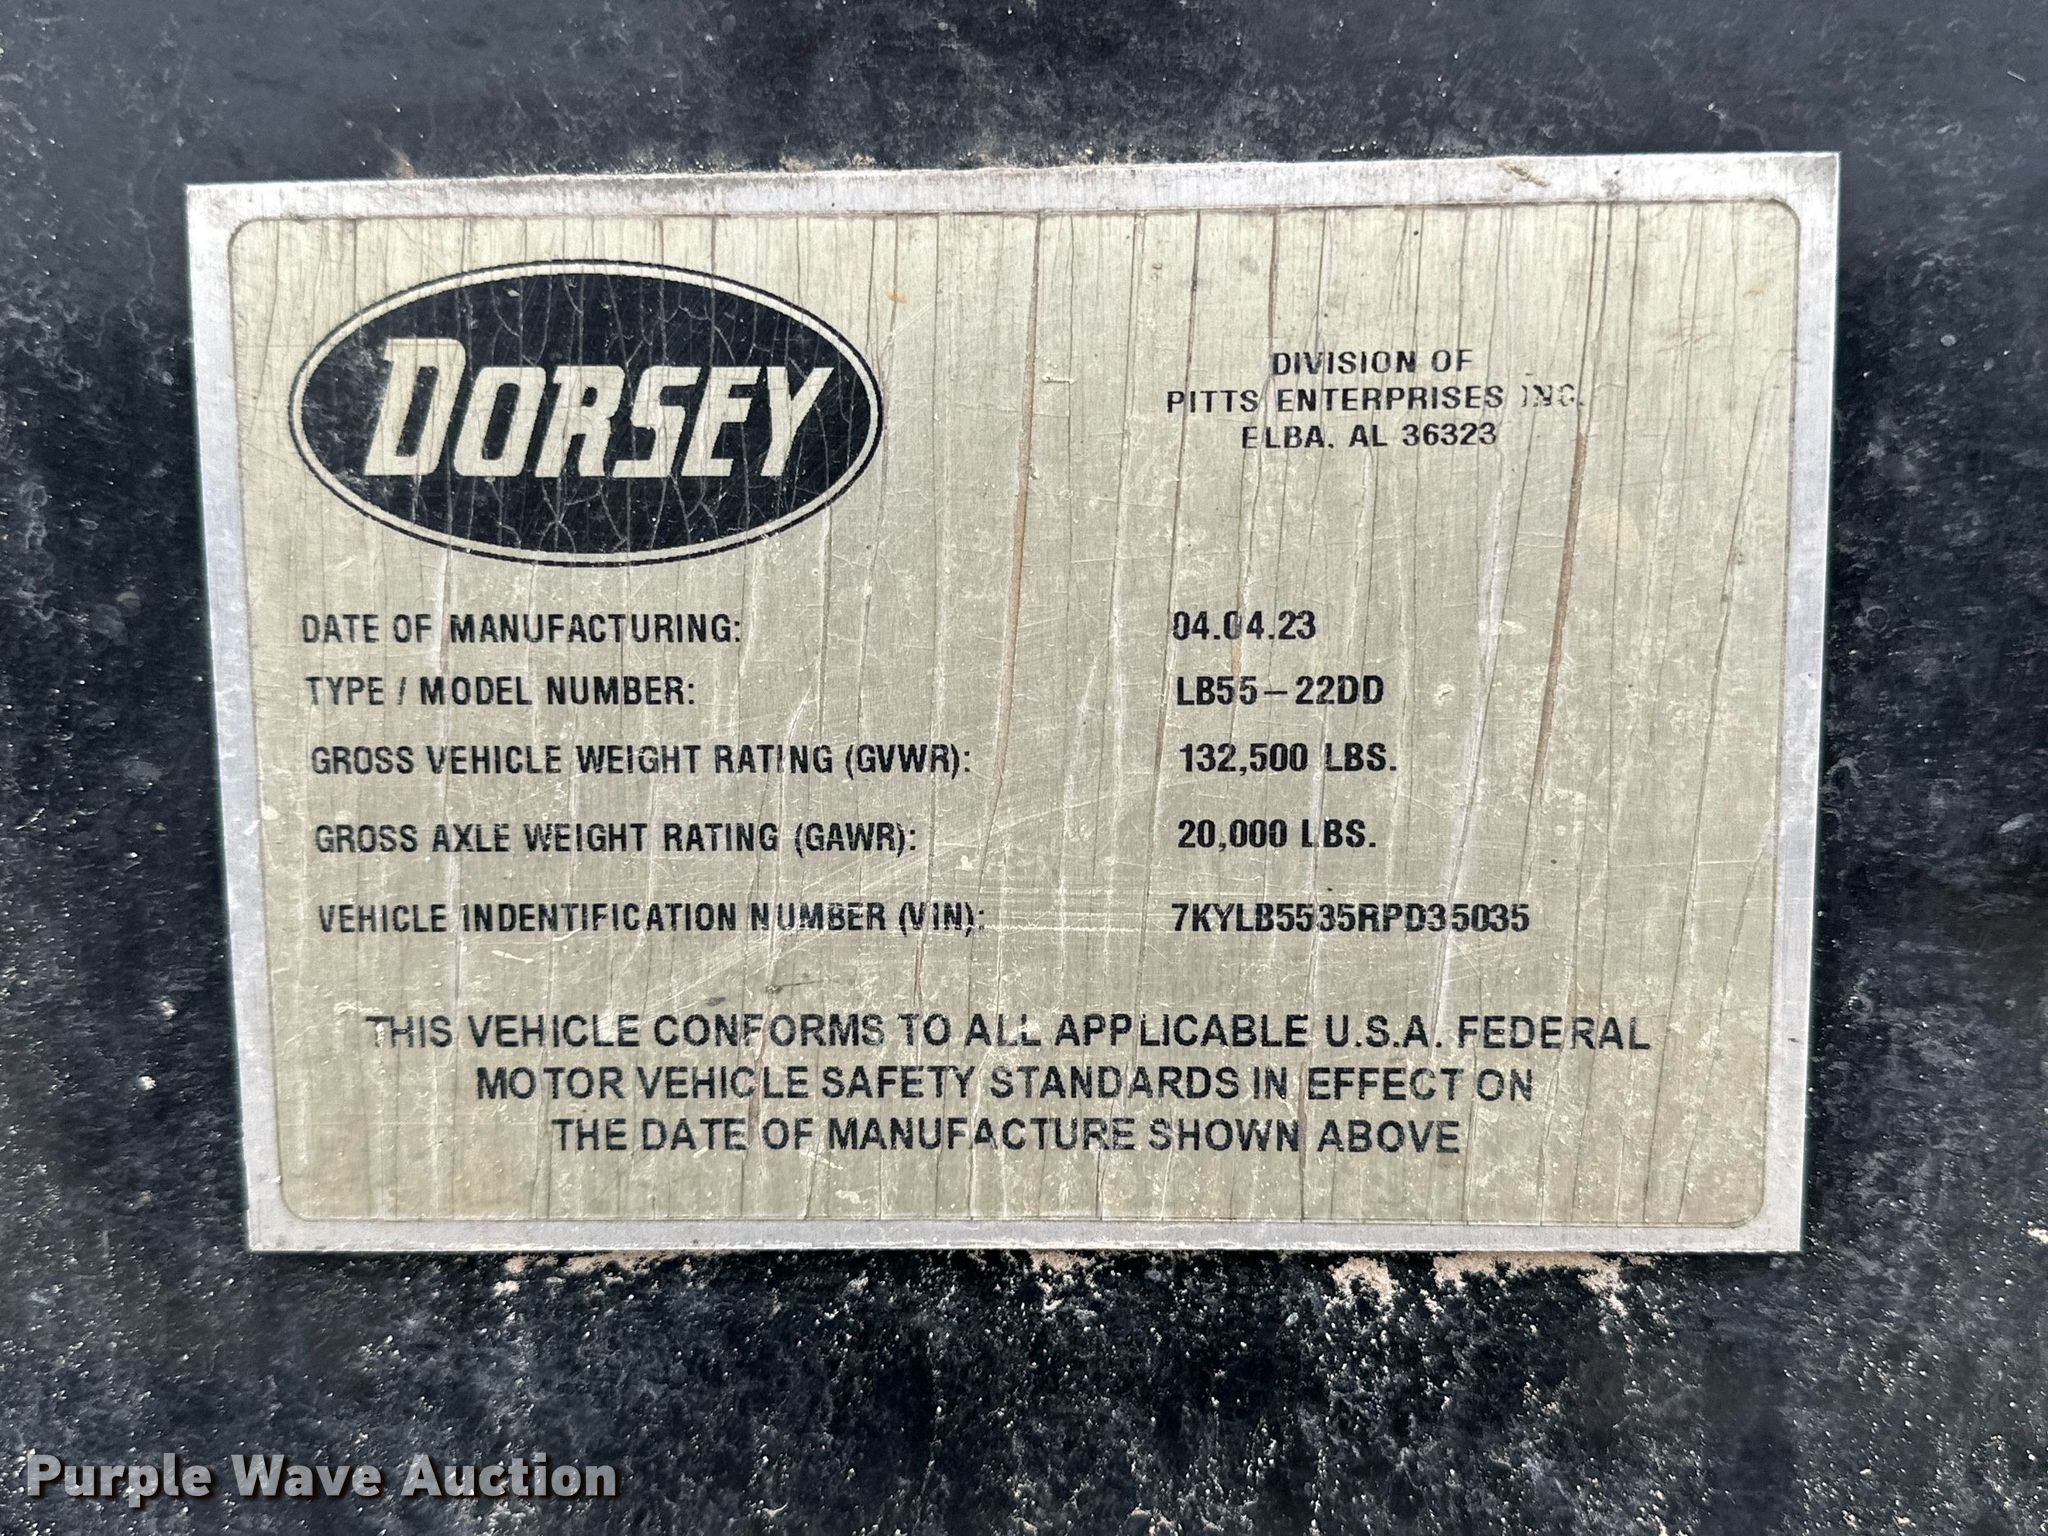 DORSEY
DIVISION OF
PITTS ENTERPRISES INC.
ELBA, AL 36323
DATE OF MANUFACTURING: 04.04.23
TYPE / MODEL NUMBER: LB55-22DD
GROSS VEHICLE WEIGHT RATING (GVWR): 132,500 LBS.
GROSS AXLE WEIGHT RATING (GAWR): 20,000 LBS.
VEHICLE INDENTIFICATION NUMBER (VIN): 7KYLB5535RPD35035
THIS VEHICLE CONFORMS TO ALL APPLICABLE U.S.A. FEDERAL
MOTOR VEHICLE SAFETY STANDARDS IN EFFECT ON
THE DATE OF MANUFACTURE SHOWN ABOVE
Purple Wave Auction